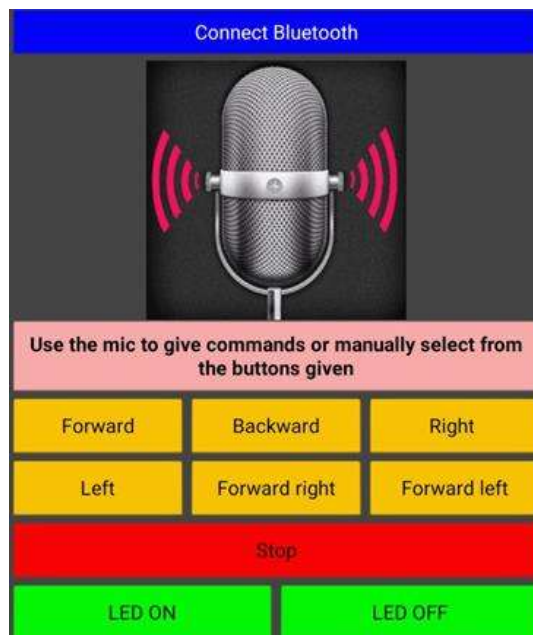 Connect Bluetooth
Use the mic to give commands or manually select from
the buttons given
Forward Backward Right
Left Forward right Forward left
Stop
LED ON LED OFF